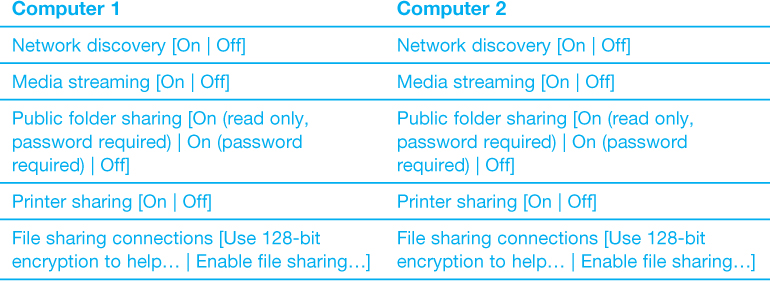 Computer 1
Computer 2
Network discovery [On | Off]
Network discovery [On | Off]
Media streaming [On | Off]
Media streaming [On | Off]
Public folder sharing [On (read only,
password required) | On (password
required) | Off]
Public folder sharing [On (read only,
password required) | On (password
required) | Off]
Printer sharing [On | Off]
Printer sharing [On | Off]
File sharing connections [Use 128-bit
encryption to help… | Enable file sharing…]
File sharing connections [Use 128-bit
encryption to help… | Enable file sharing…]